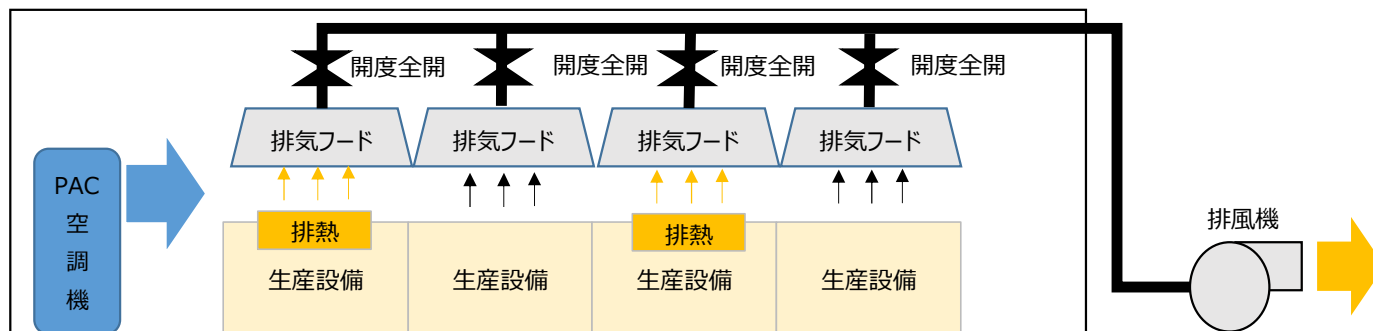 開度全開
開度全開
開度全開
開度全開
排気フード
排気フード
排気フード
排気フード
PAC
空
調
機
排熱
排熱
生産設備
生産設備
生産設備
生産設備
排風機